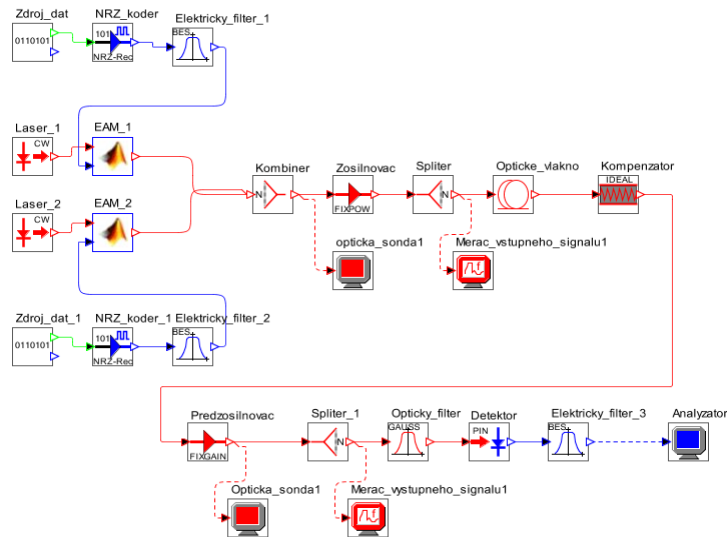 Zdroj_dat NRZ_koder Elektricky_filter_1
0110101 101 NRZ-Rec BES
Laser_1 EAM_1
CW
Kombiner Zosilnovac Spliter Opticke_vlakno Kompenzator
N FIXPOW N IDEAL
Laser_2 EAM_2
CW
opticka_sonda1 Merac_vstupneho_signalu1
Zdroj_dat_1 NRZ_koder_1 Elektricky_filter_2
0110101 101 NRZ-Rec BES
Predzosilnovac Spliter_1 Opticky_filter Detektor Elektricky_filter_3 Analyzator
FIXGAIN N GAUSS PIN BES
Opticka_sonda1 Merac_vystupneho_signalu1